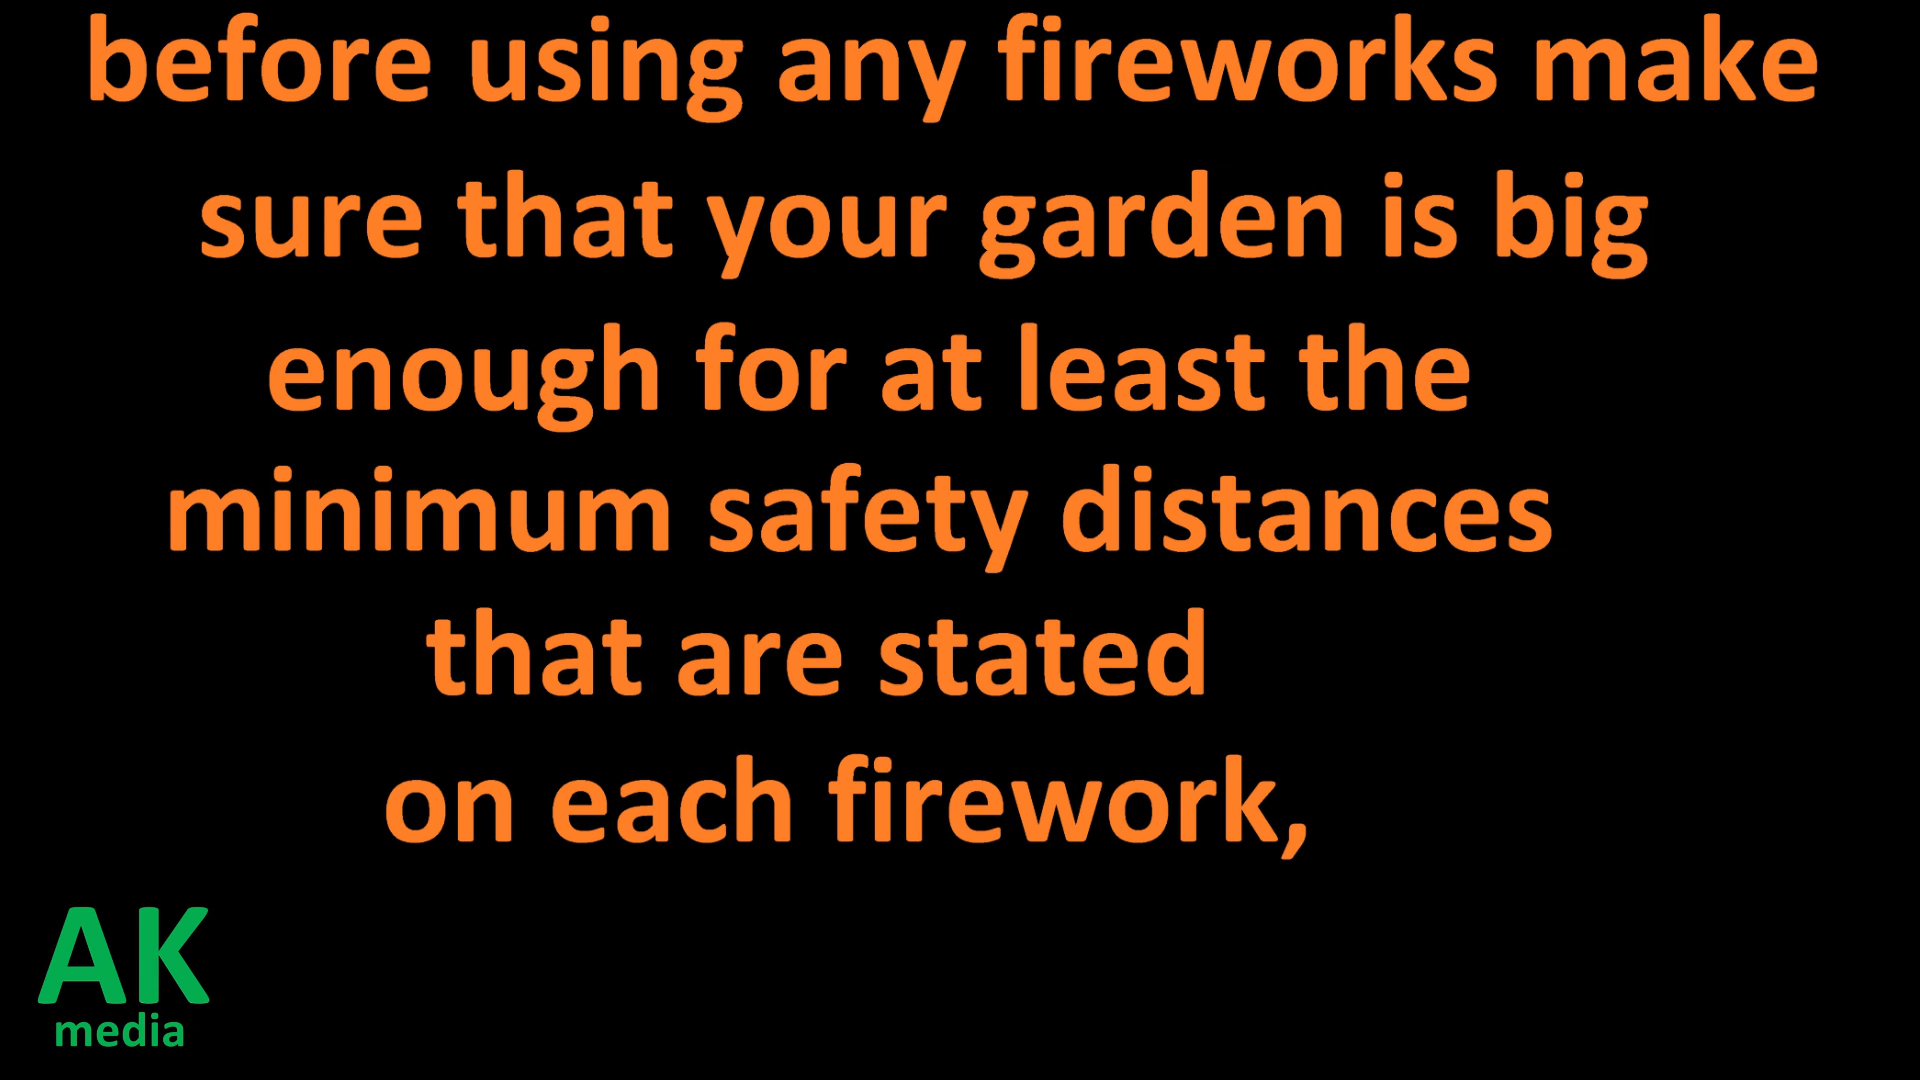 before using any fireworks make
sure that your garden is big
enough for at least the
minimum safety distances
that are stated
on each firework,
AK
media